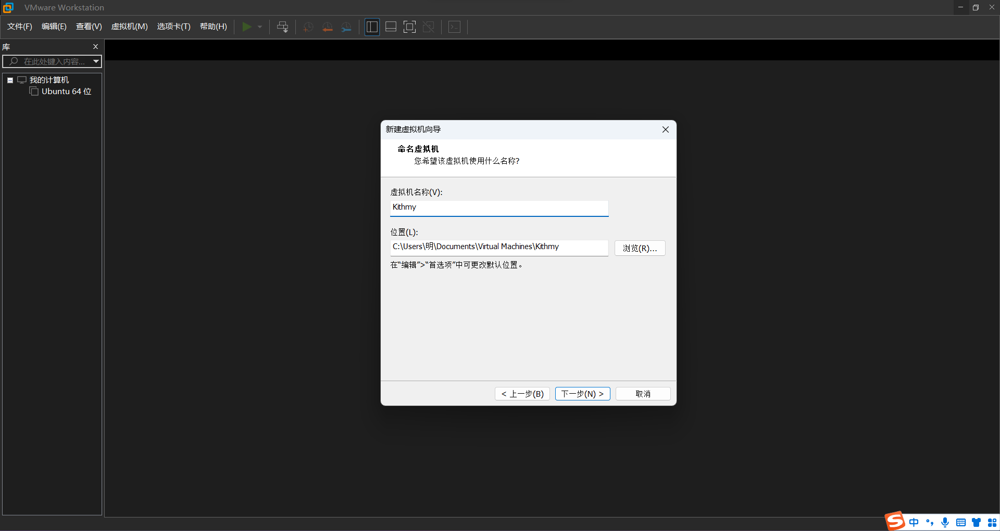 VMware Workstation
文件(F) 编辑(E) 查看(V) 虚拟机(M) 选项卡(T) 帮助(H)
库
在此处键入内容...
我的计算机
Ubuntu 64 位
新建虚拟机向导
命名虚拟机
您希望该虚拟机使用什么名称?
虚拟机名称(V):
Kithmy
位置(L):
C:\Users\明\Documents\Virtual Machines\Kithmy
浏览(R)...
在“编辑”>“首选项”中可更改默认位置。
< 上一步(B) 下一步(N) > 取消
中